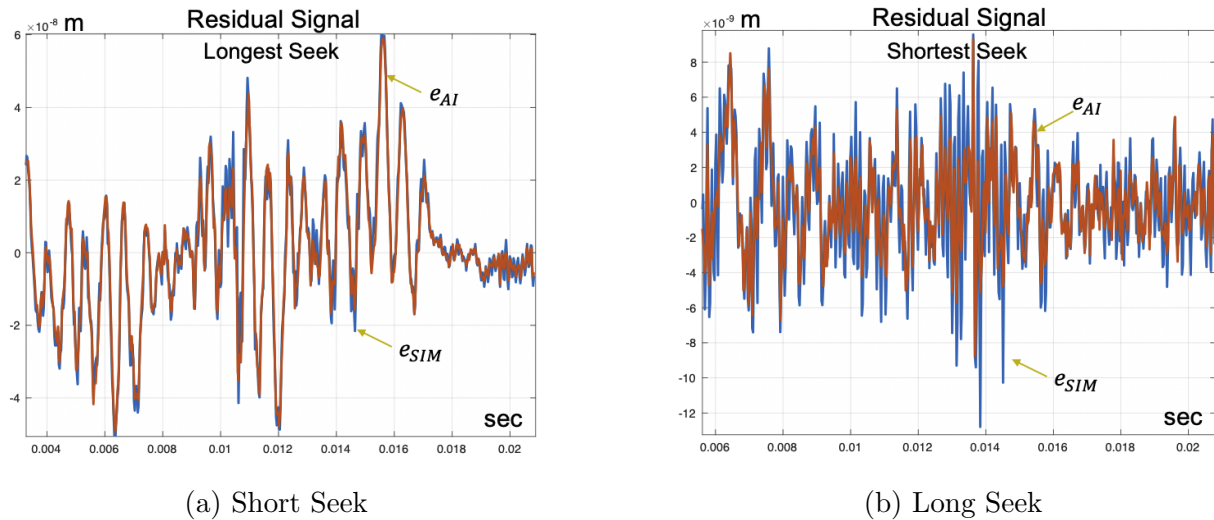 Residual Signal
×10⁻⁸ m
Longest Seek
6
4
2
0
-2
-4
e_AI
e_SIM
sec
0.004 0.006 0.008 0.01 0.012 0.014 0.016 0.018 0.02
(a) Short Seek
Residual Signal
×10⁻⁹ m
Shortest Seek
8
6
4
2
0
-2
-4
-6
-8
-10
-12
e_AI
e_SIM
sec
0.006 0.008 0.01 0.012 0.014 0.016 0.018 0.02
(b) Long Seek